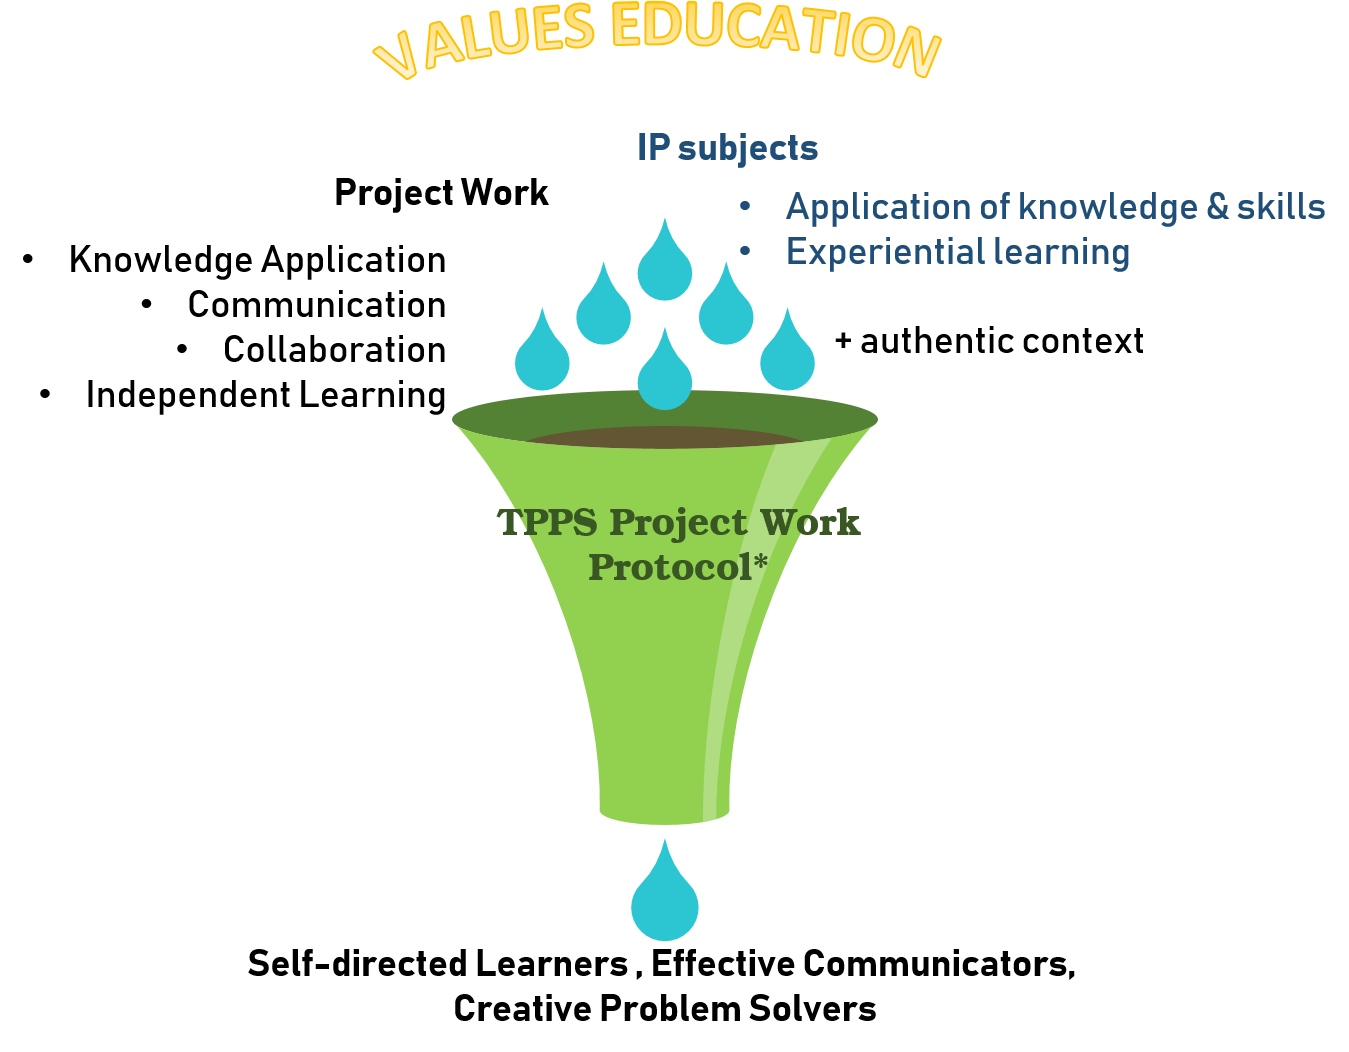 VALUES EDUCATION
IP subjects
Project Work
• Application of knowledge & skills
• Experiential learning
• Knowledge Application
• Communication
• Collaboration
• Independent Learning
+ authentic context
TPPS Project Work
Protocol*
Self-directed Learners , Effective Communicators,
Creative Problem Solvers